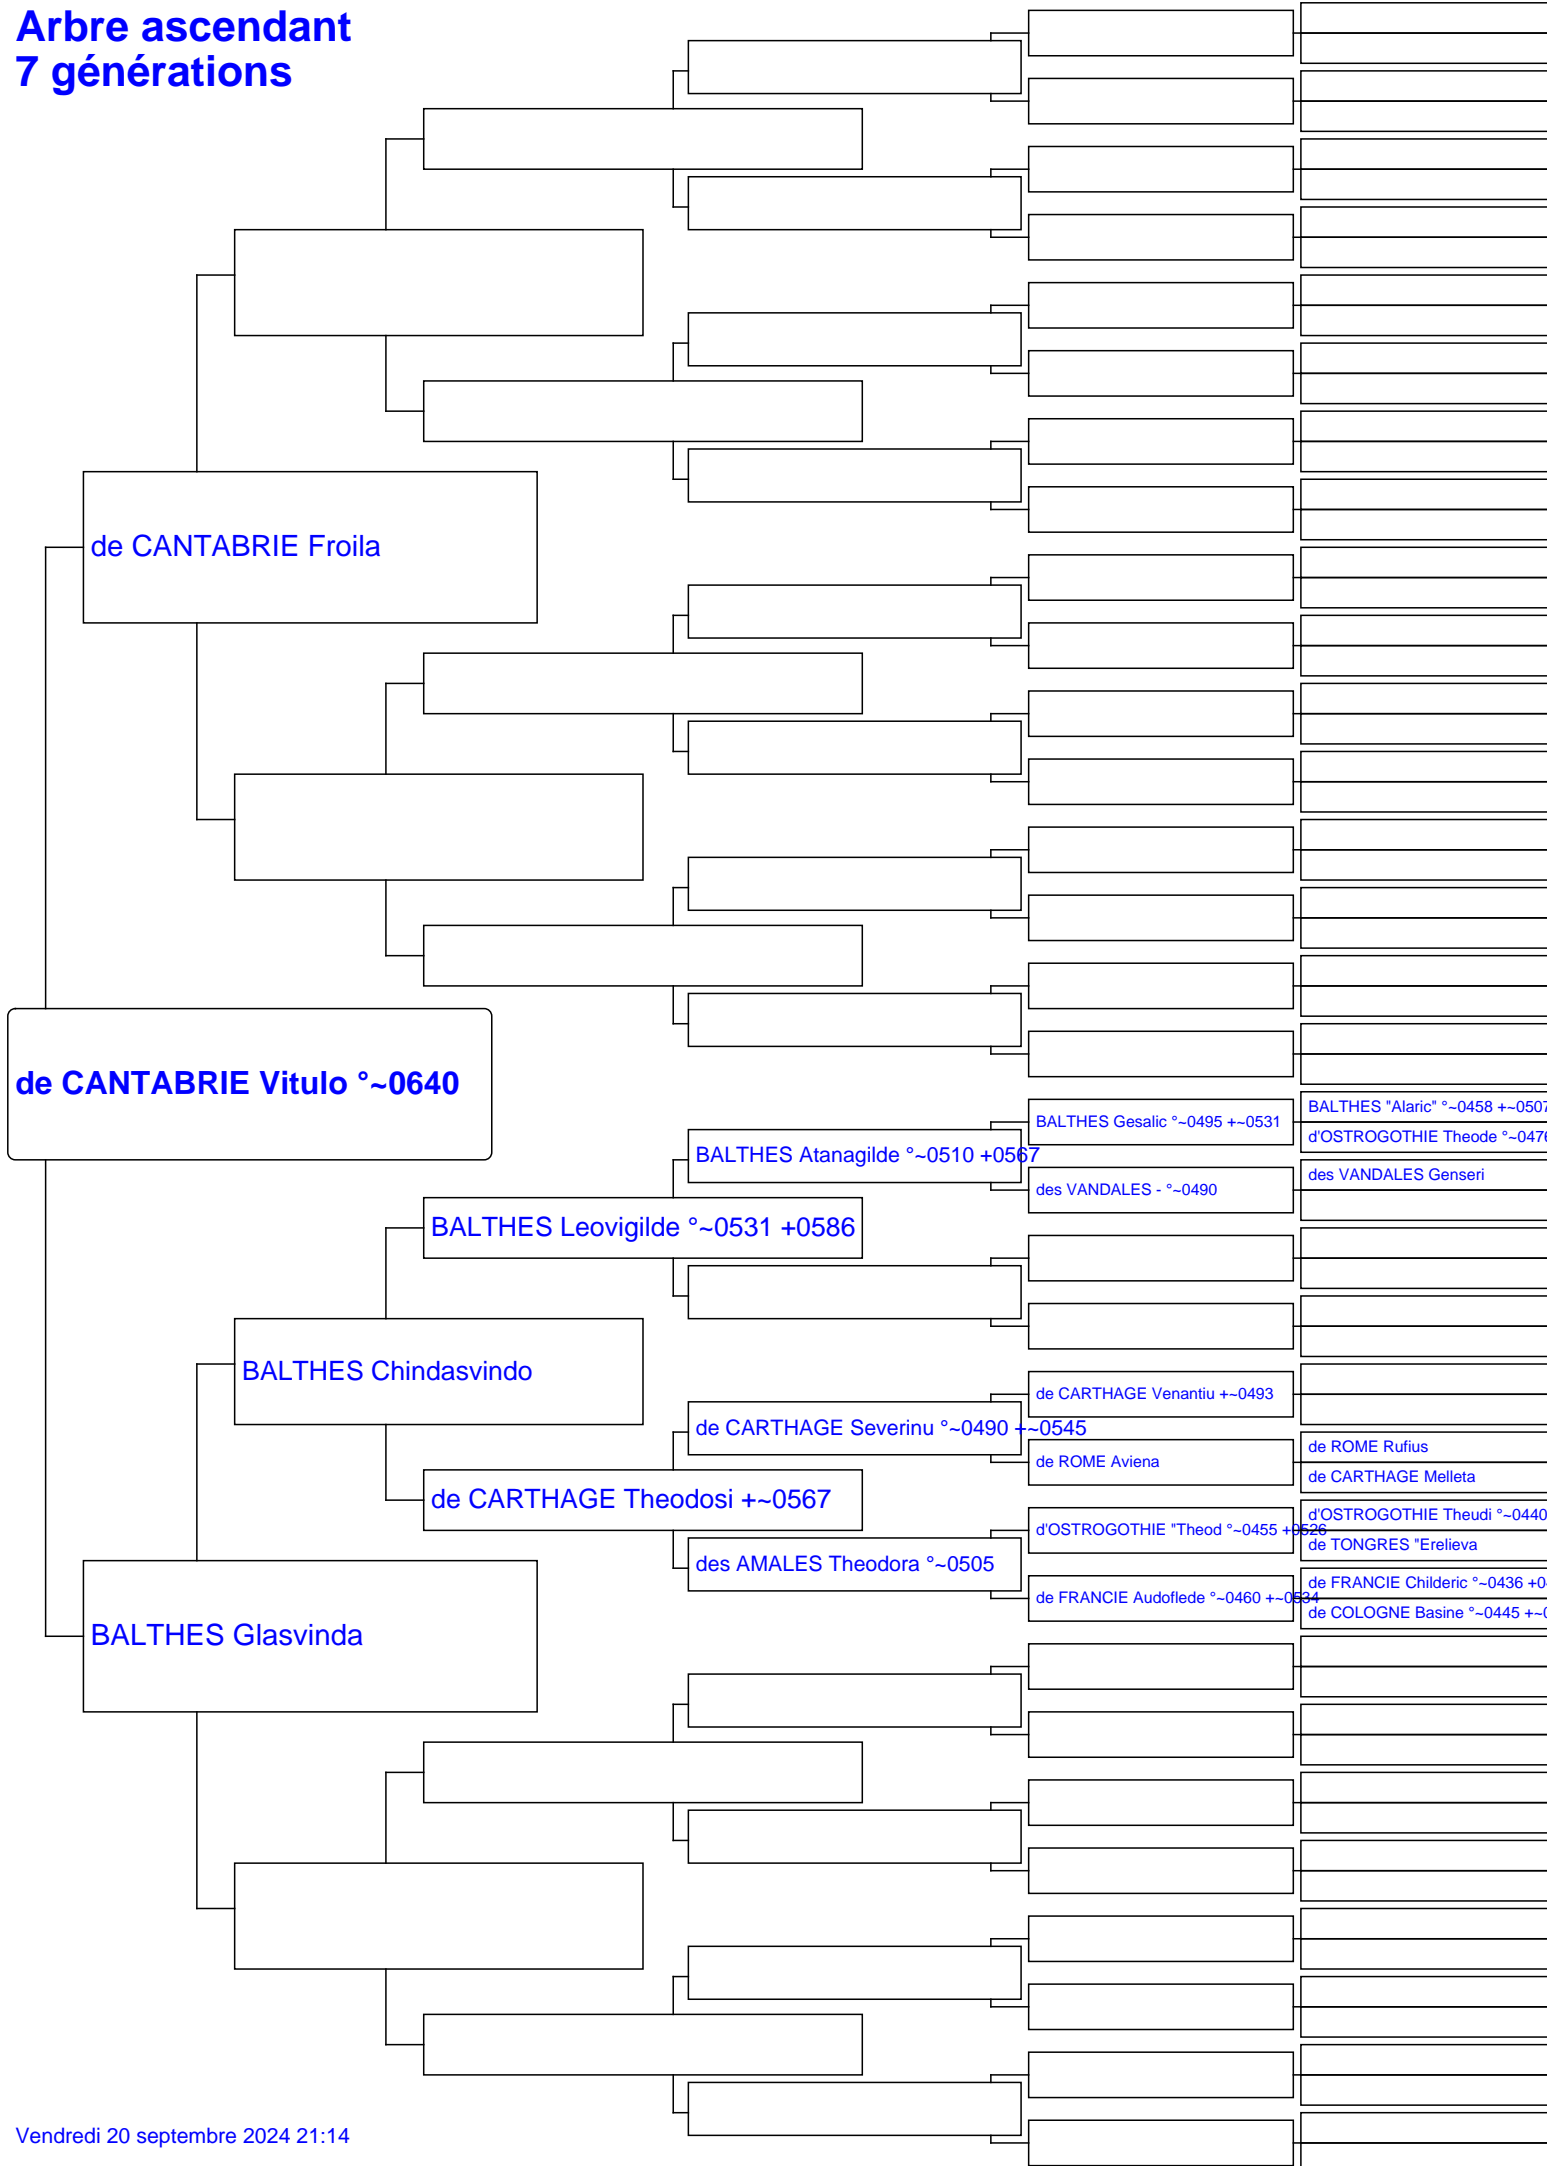 Arbre ascendant
7 générations
de CANTABRIE Froila
de CANTABRIE Vitulo °~0640
BALTHES Gesalic °~0495 +~0531
BALTHES "Alaric" °~0458 +~0507
d'OSTROGOTHIE Theode °~0476
BALTHES Atanagilde °~0510 +0567
des VANDALES - °~0490
des VANDALES Genseri
BALTHES Leovigilde °~0531 +0586
BALTHES Chindasvindo
de CARTHAGE Venantiu +~0493
de CARTHAGE Severinu °~0490 +~0545
de ROME Aviena
de ROME Rufius
de CARTHAGE Melleta
de CARTHAGE Theodosi +~0567
d'OSTROGOTHIE "Theod °~0455 +0526
d'OSTROGOTHIE Theudi °~0440
de TONGRES "Erelieva
des AMALES Theodora °~0505
de FRANCIE Audoflede °~0460 +~0534
de FRANCIE Childeric °~0436
de COLOGNE Basine °~0445
BALTHES Glasvinda
Vendredi 20 septembre 2024 21:14